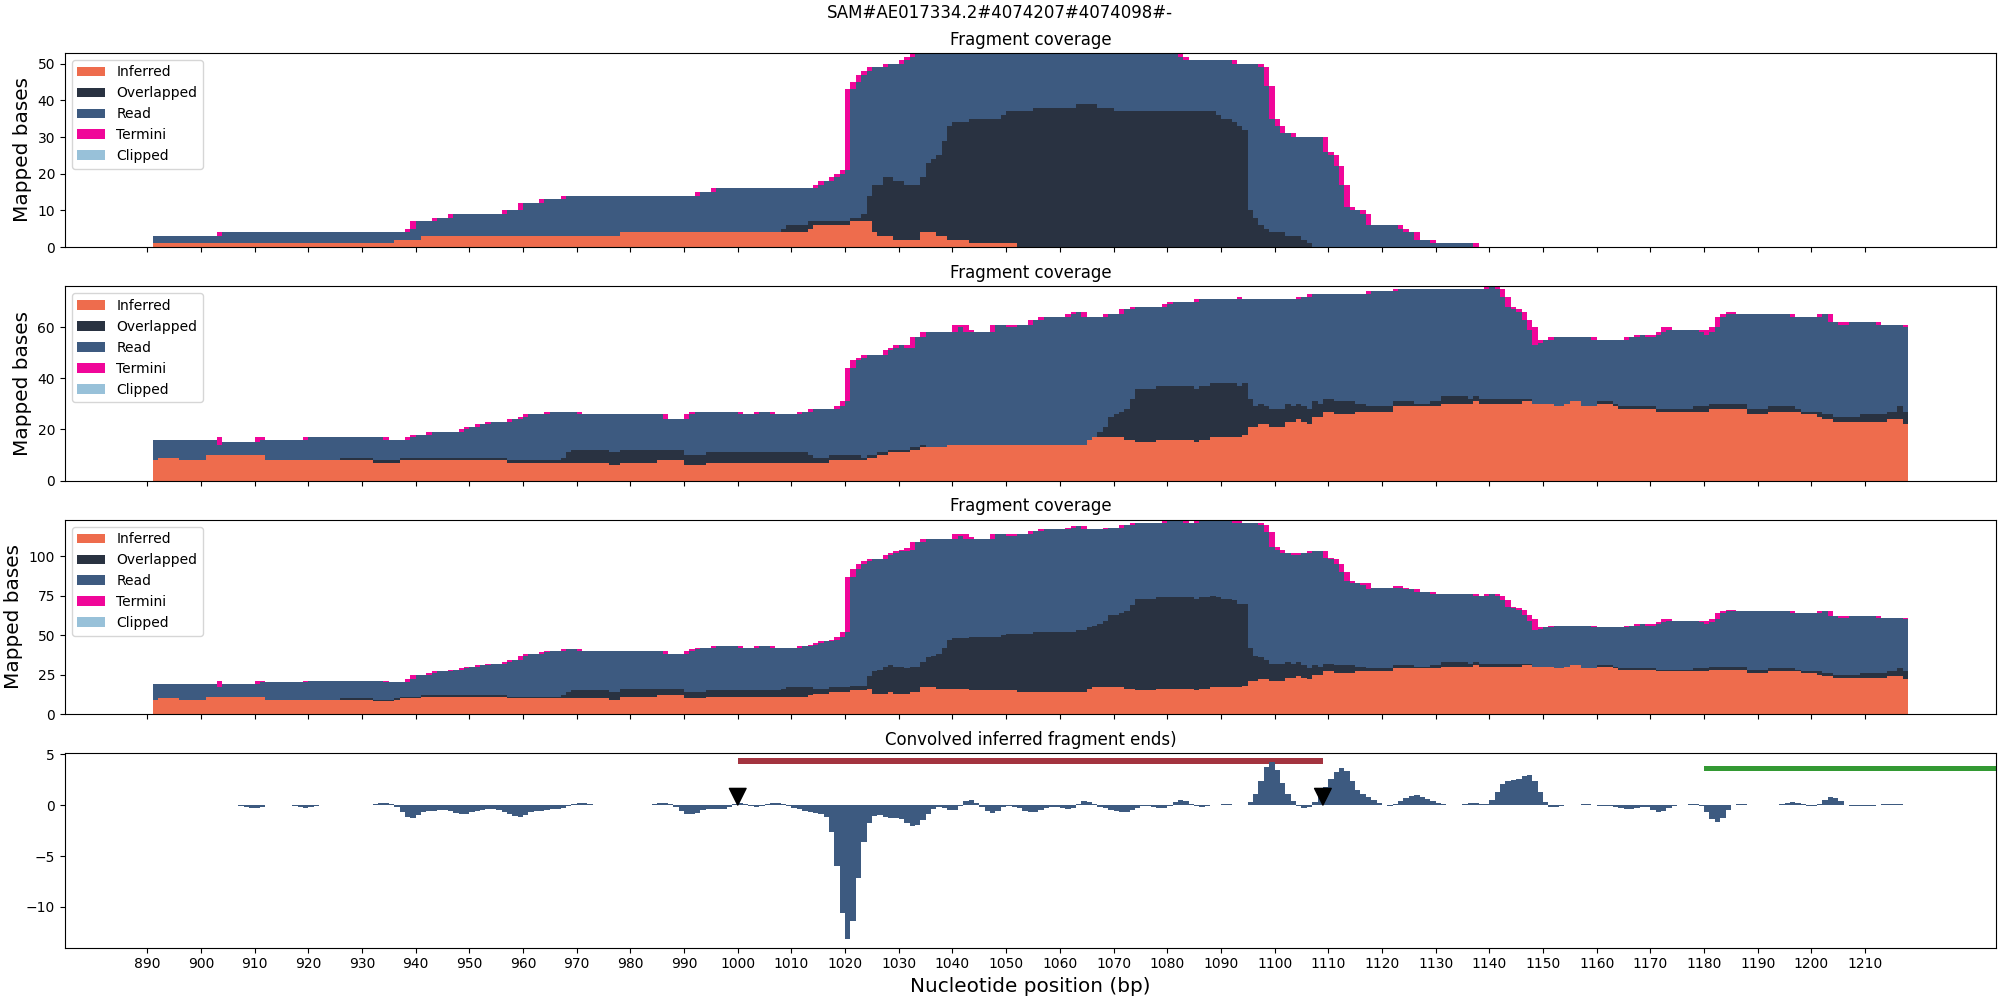 SAM#AE017334.2#4074207#4074098#-
Fragment coverage
Mapped bases
50
40
30
20
10
0
Inferred
Overlapped
Read
Termini
Clipped
Fragment coverage
Mapped bases
60
40
20
0
Inferred
Overlapped
Read
Termini
Clipped
Fragment coverage
Mapped bases
100
75
50
25
0
Inferred
Overlapped
Read
Termini
Clipped
Convolved inferred fragment ends)
5
0
−5
−10
890 900 910 920 930 940 950 960 970 980 990 1000 1010 1020 1030 1040 1050 1060 1070 1080 1090 1100 1110 1120 1130 1140 1150 1160 1170 1180 1190 1200 1210
Nucleotide position (bp)